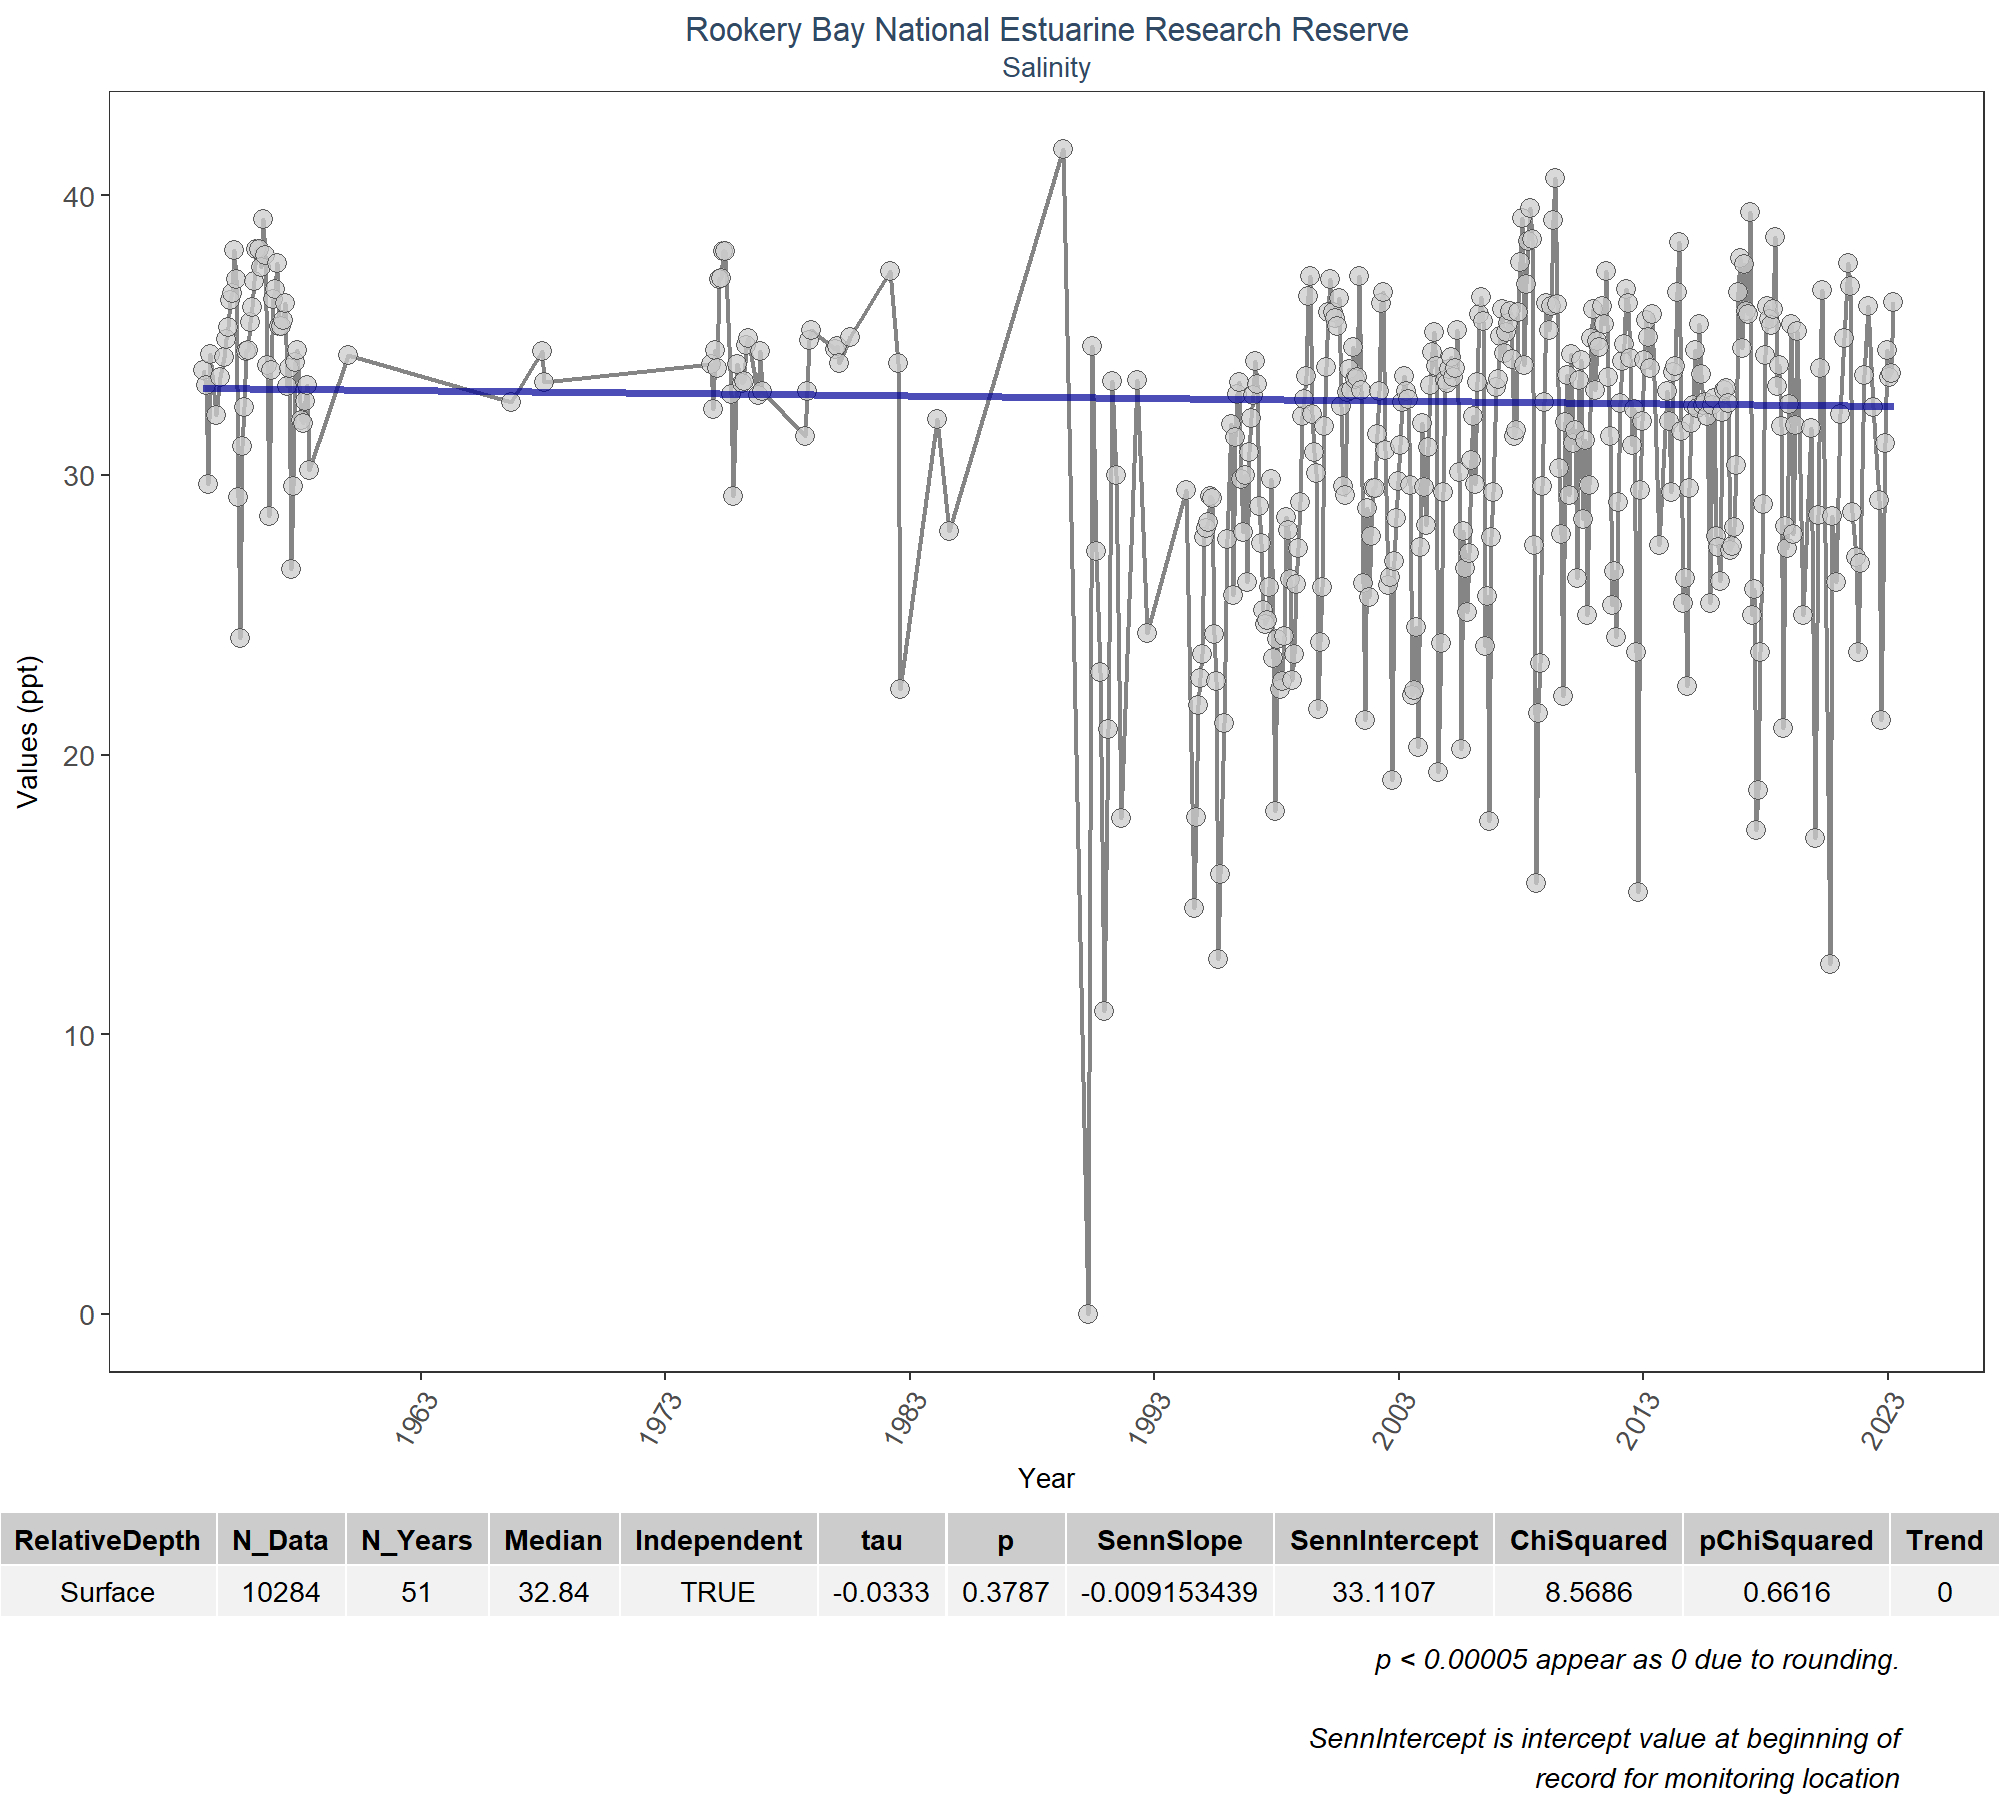 Rookery Bay National Estuarine Research Reserve
Salinity
Values (ppt)
40
30
20
10
0
1963
1973
1983
1993
2003
2013
2023
Year
RelativeDepth N_Data N_Years Median Independent tau p SennSlope SennIntercept ChiSquared pChiSquared Trend
Surface 10284 51 32.84 TRUE -0.0333 0.3787 -0.009153439 33.1107 8.5686 0.6616 0
p < 0.00005 appear as 0 due to rounding.
SennIntercept is intercept value at beginning of
record for monitoring location